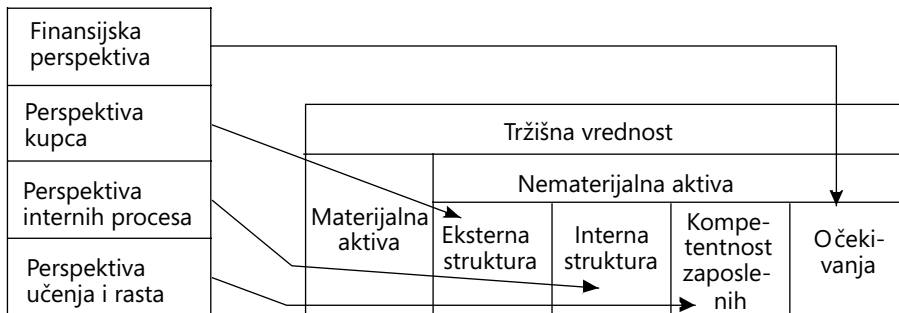 Finansijska
perspektiva
Perspektiva
kupca
Perspektiva
internih procesa
Perspektiva
učenja i rasta
Tržišna vrednost
Nematerijalna aktiva
Materijalna
aktiva
Eksterna
struktura
Interna
struktura
Kompe-
tentnost
zaposle-
nih
Očeki-
vanja